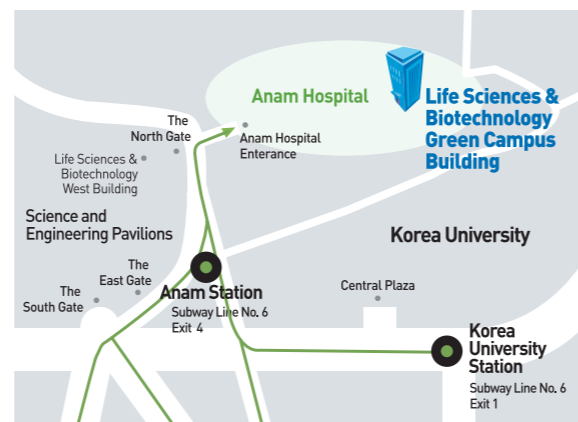 Anam Hospital
Life Sciences &
Biotechnology
Green Campus
Building
The
North Gate
Anam Hospital
Enterance
Life Sciences &
Biotechnology
West Building
Science and
Engineering Pavilions
Korea University
The
East Gate
The
South Gate
Anam Station
Subway Line No. 6
Exit 4
Central Plaza
Korea
University
Station
Subway Line No. 6
Exit 1